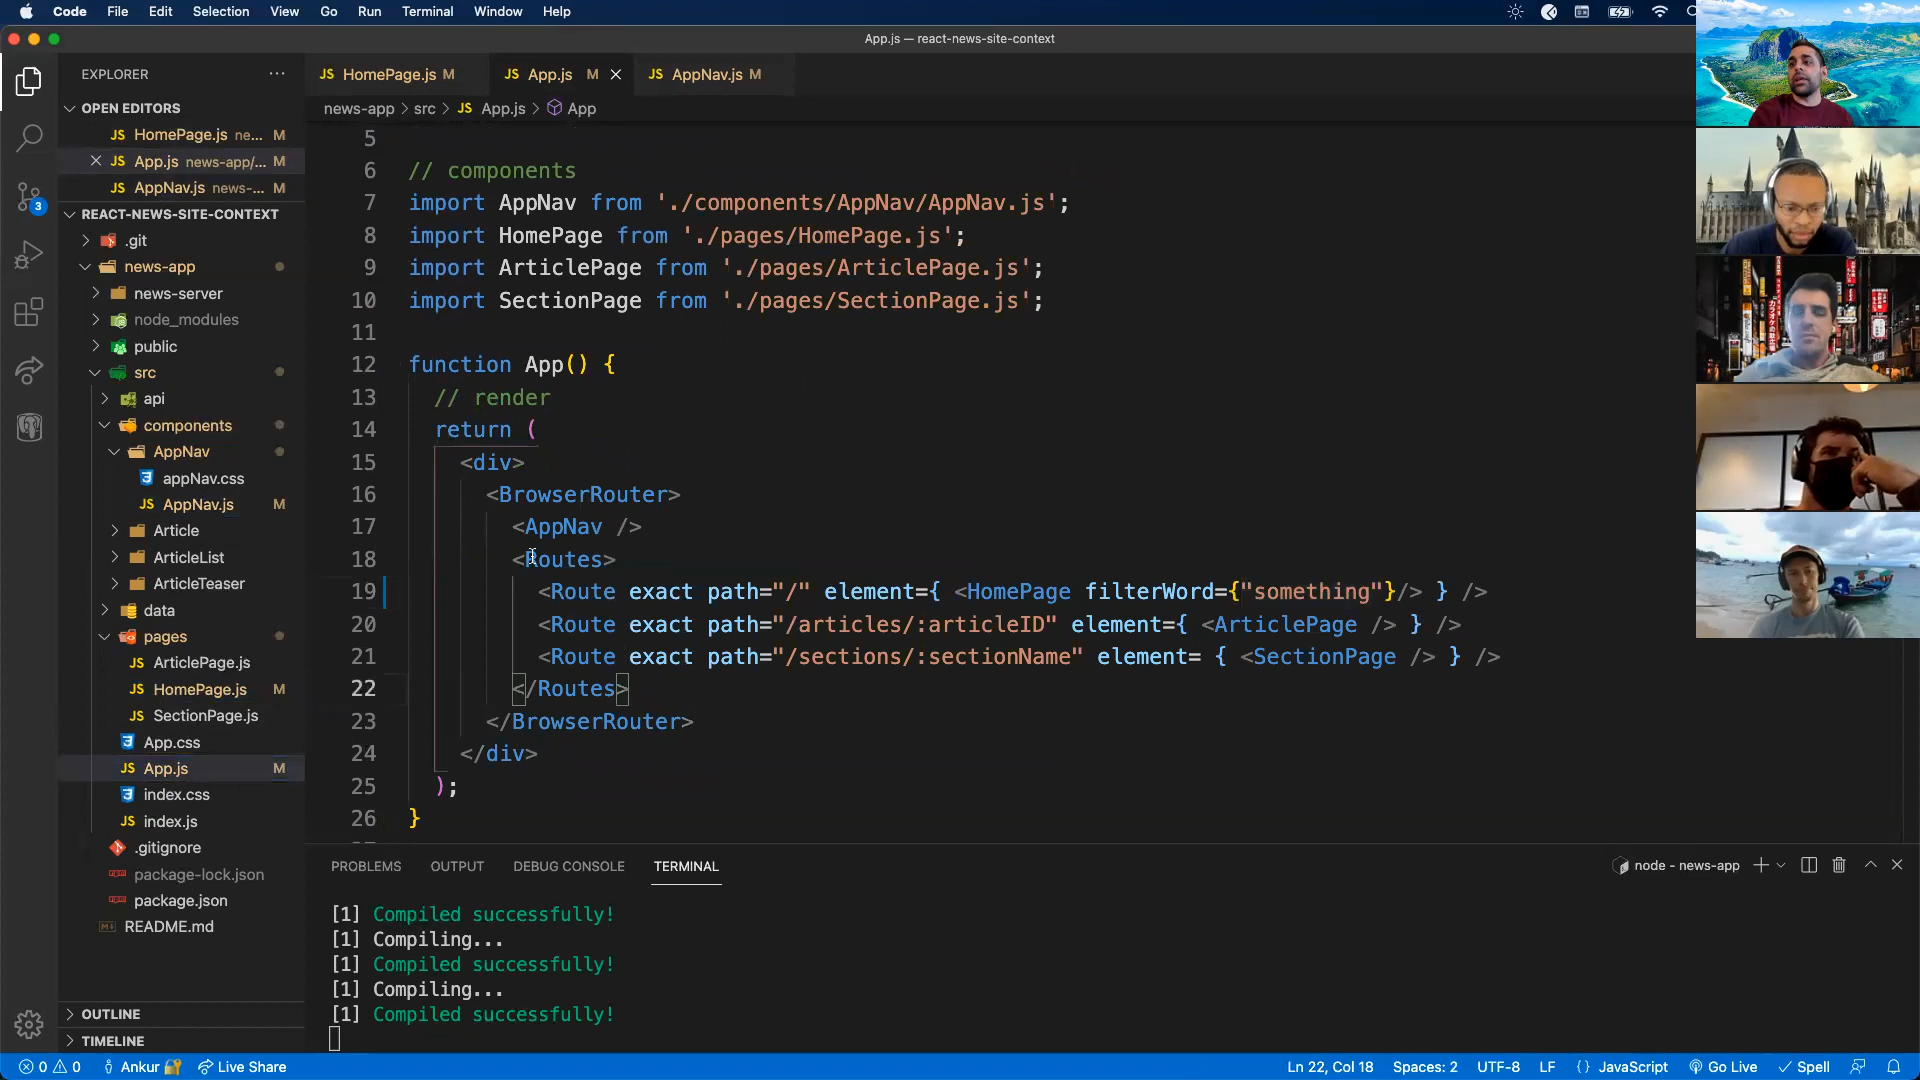 Code File Edit Selection View Go Run Terminal Window Help
App.js — react-news-site-context
EXPLORER
OPEN EDITORS
JS HomePage.js ne... M
JS App.js news-app/... M
JS AppNav.js news-... M
REACT-NEWS-SITE-CONTEXT
.git
news-app
news-server
node_modules
public
src
api
components
AppNav
appNav.css
JS AppNav.js M
Article
ArticleList
ArticleTeaser
data
pages
JS ArticlePage.js
JS HomePage.js M
JS SectionPage.js
App.css
JS App.js M
index.css
JS index.js
.gitignore
package-lock.json
package.json
README.md
OUTLINE
TIMELINE
3
JS HomePage.js M
JS App.js M
JS AppNav.js M
news-app > src > JS App.js > App
5
6 // components
7 import AppNav from './components/AppNav/AppNav.js';
8 import HomePage from './pages/HomePage.js';
9 import ArticlePage from './pages/ArticlePage.js';
10 import SectionPage from './pages/SectionPage.js';
11
12 function App() {
13 // render
14 return (
15 <div>
16 <BrowserRouter>
17 <AppNav />
18 <Routes>
19 <Route exact path="/" element={ <HomePage filterWord={"something"}/> } />
20 <Route exact path="/articles/:articleID" element={ <ArticlePage /> } />
21 <Route exact path="/sections/:sectionName" element= { <SectionPage /> } />
22 </Routes>
23 </BrowserRouter>
24 </div>
25 );
26 }
PROBLEMS OUTPUT DEBUG CONSOLE TERMINAL
node - news-app
[1] Compiled successfully!
[1] Compiling...
[1] Compiled successfully!
[1] Compiling...
[1] Compiled successfully!
0 0 Ankur Live Share
Ln 22, Col 18 Spaces: 2 UTF-8 LF {} JavaScript Go Live Spell